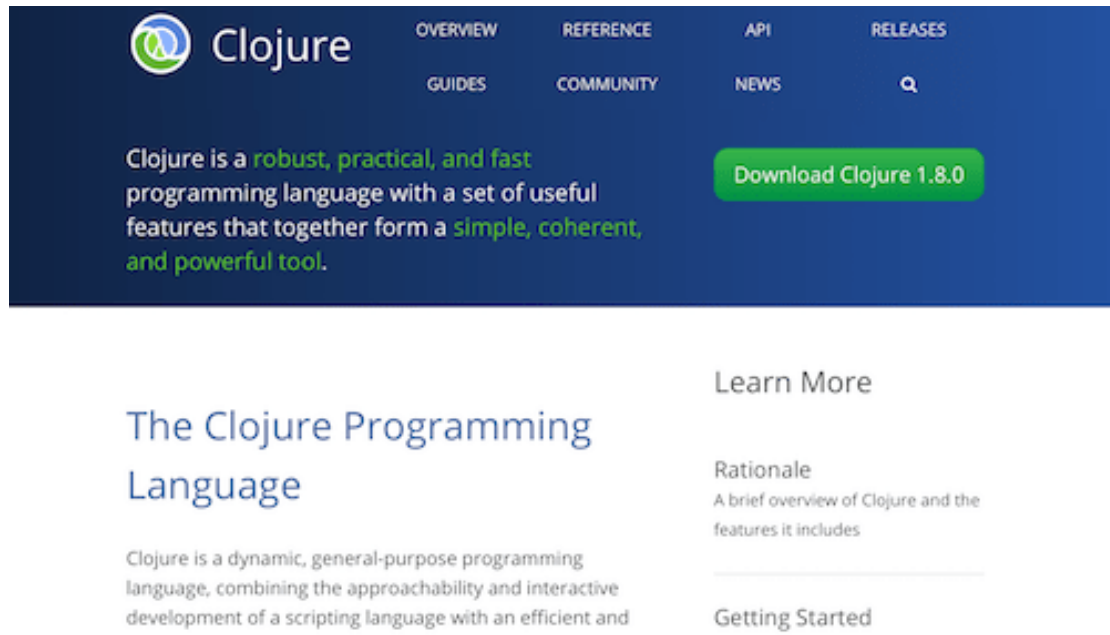 Clojure
OVERVIEW
REFERENCE
API
RELEASES
GUIDES
COMMUNITY
NEWS
Clojure is a robust, practical, and fast
programming language with a set of useful
features that together form a simple, coherent,
and powerful tool.
Download Clojure 1.8.0
The Clojure Programming
Language
Clojure is a dynamic, general-purpose programming
language, combining the approachability and interactive
development of a scripting language with an efficient and
Learn More
Rationale
A brief overview of Clojure and the
features it includes
Getting Started